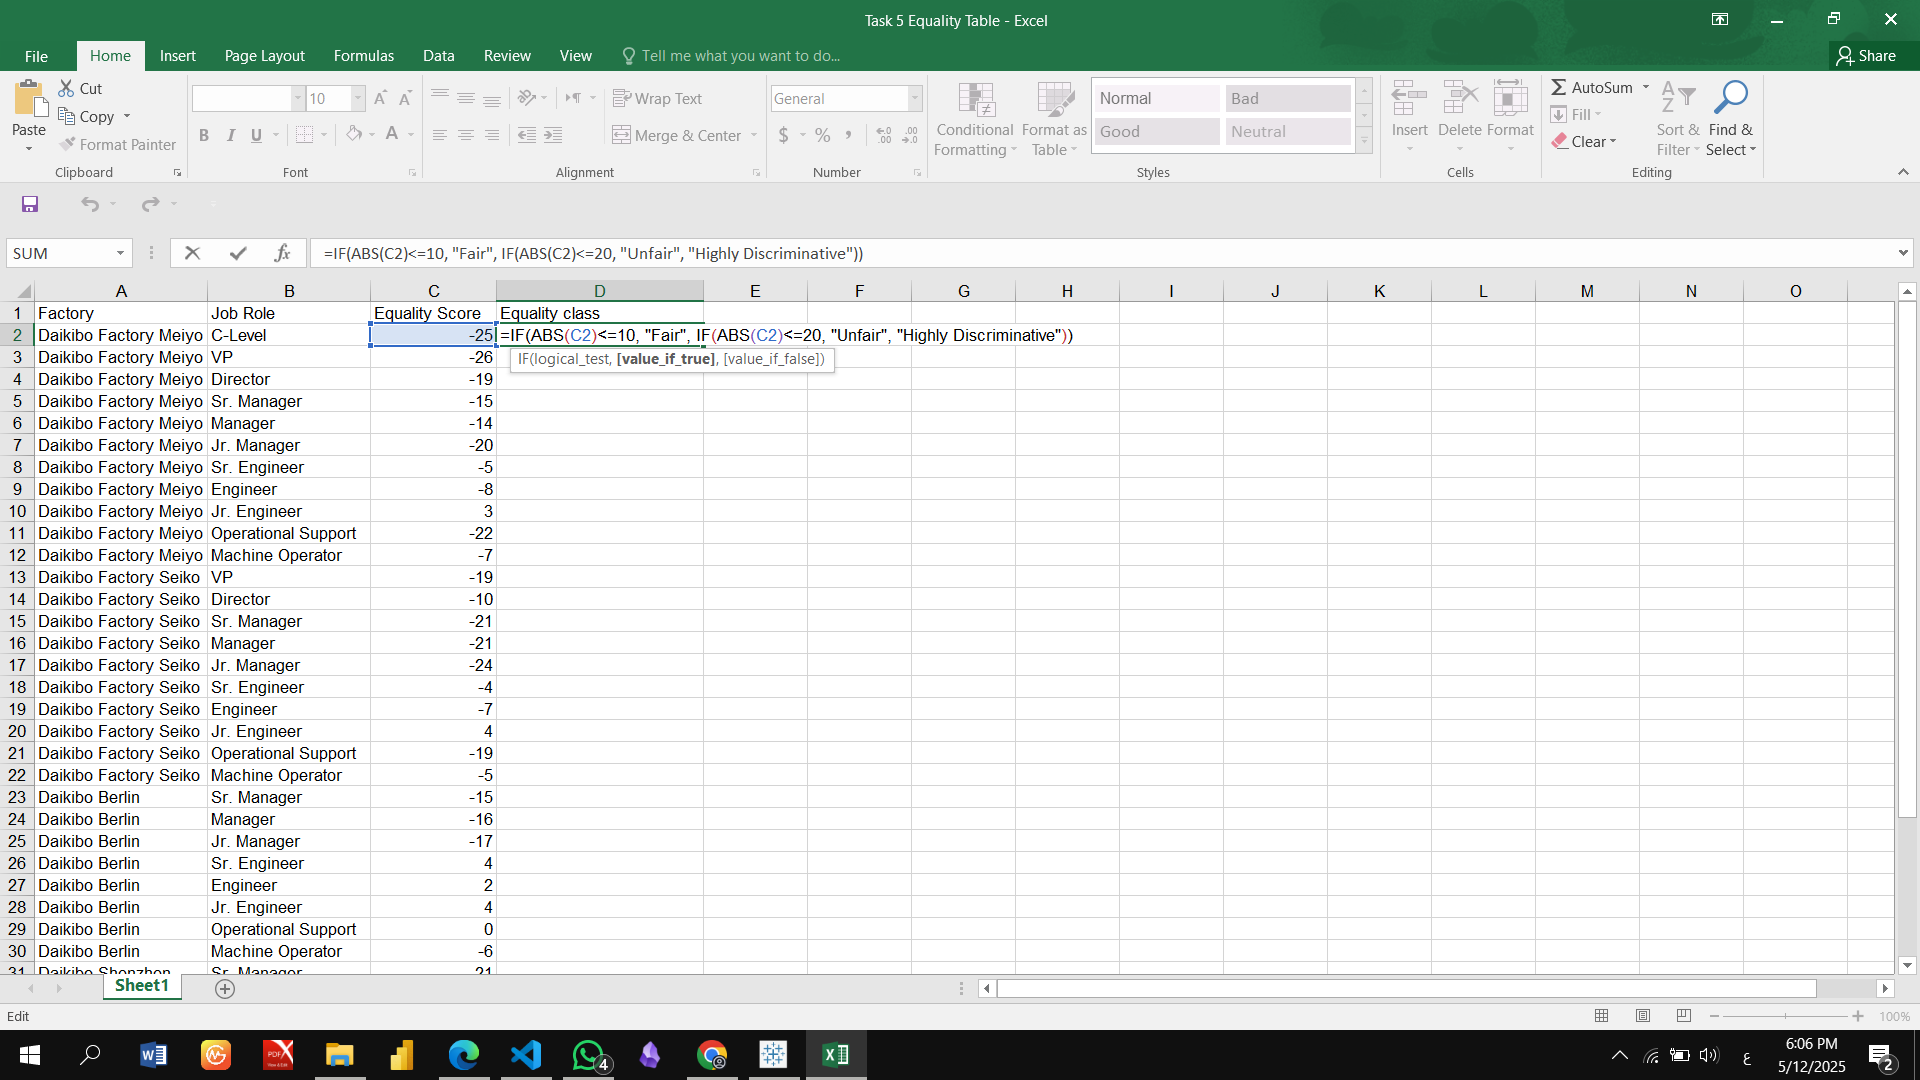 Task 5 Equality Table - Excel
File Home Insert Page Layout Formulas Data Review View Tell me what you want to do... Share
Paste Cut Copy Format Painter
10 Wrap Text Merge & Center
General $ % ,
Conditional Formatting Format as Table
Normal Bad Good Neutral
Insert Delete Format
AutoSum Fill Clear Sort & Filter Find & Select
Clipboard Font Alignment Number Styles Cells Editing
SUM =IF(ABS(C2)<=10, "Fair", IF(ABS(C2)<=20, "Unfair", "Highly Discriminative"))
A B C D E F G H I J K L M N O
1 Factory Job Role Equality Score Equality class
2 Daikibo Factory Meiyo C-Level -25 =IF(ABS(C2)<=10, "Fair", IF(ABS(C2)<=20, "Unfair", "Highly Discriminative"))
IF(logical_test, [value_if_true], [value_if_false])
3 Daikibo Factory Meiyo VP -26
4 Daikibo Factory Meiyo Director -19
5 Daikibo Factory Meiyo Sr. Manager -15
6 Daikibo Factory Meiyo Manager -14
7 Daikibo Factory Meiyo Jr. Manager -20
8 Daikibo Factory Meiyo Sr. Engineer -5
9 Daikibo Factory Meiyo Engineer -8
10 Daikibo Factory Meiyo Jr. Engineer 3
11 Daikibo Factory Meiyo Operational Support -22
12 Daikibo Factory Meiyo Machine Operator -7
13 Daikibo Factory Seiko VP -19
14 Daikibo Factory Seiko Director -10
15 Daikibo Factory Seiko Sr. Manager -21
16 Daikibo Factory Seiko Manager -21
17 Daikibo Factory Seiko Jr. Manager -24
18 Daikibo Factory Seiko Sr. Engineer -4
19 Daikibo Factory Seiko Engineer -7
20 Daikibo Factory Seiko Jr. Engineer 4
21 Daikibo Factory Seiko Operational Support -19
22 Daikibo Factory Seiko Machine Operator -5
23 Daikibo Berlin Sr. Manager -15
24 Daikibo Berlin Manager -16
25 Daikibo Berlin Jr. Manager -17
26 Daikibo Berlin Sr. Engineer 4
27 Daikibo Berlin Engineer 2
28 Daikibo Berlin Jr. Engineer 4
29 Daikibo Berlin Operational Support 0
30 Daikibo Berlin Machine Operator -6
31 Daikibo Shenzhen Sr. Manager
Sheet1
Edit 100%
4 ع 6:06 PM
5/12/2025 2